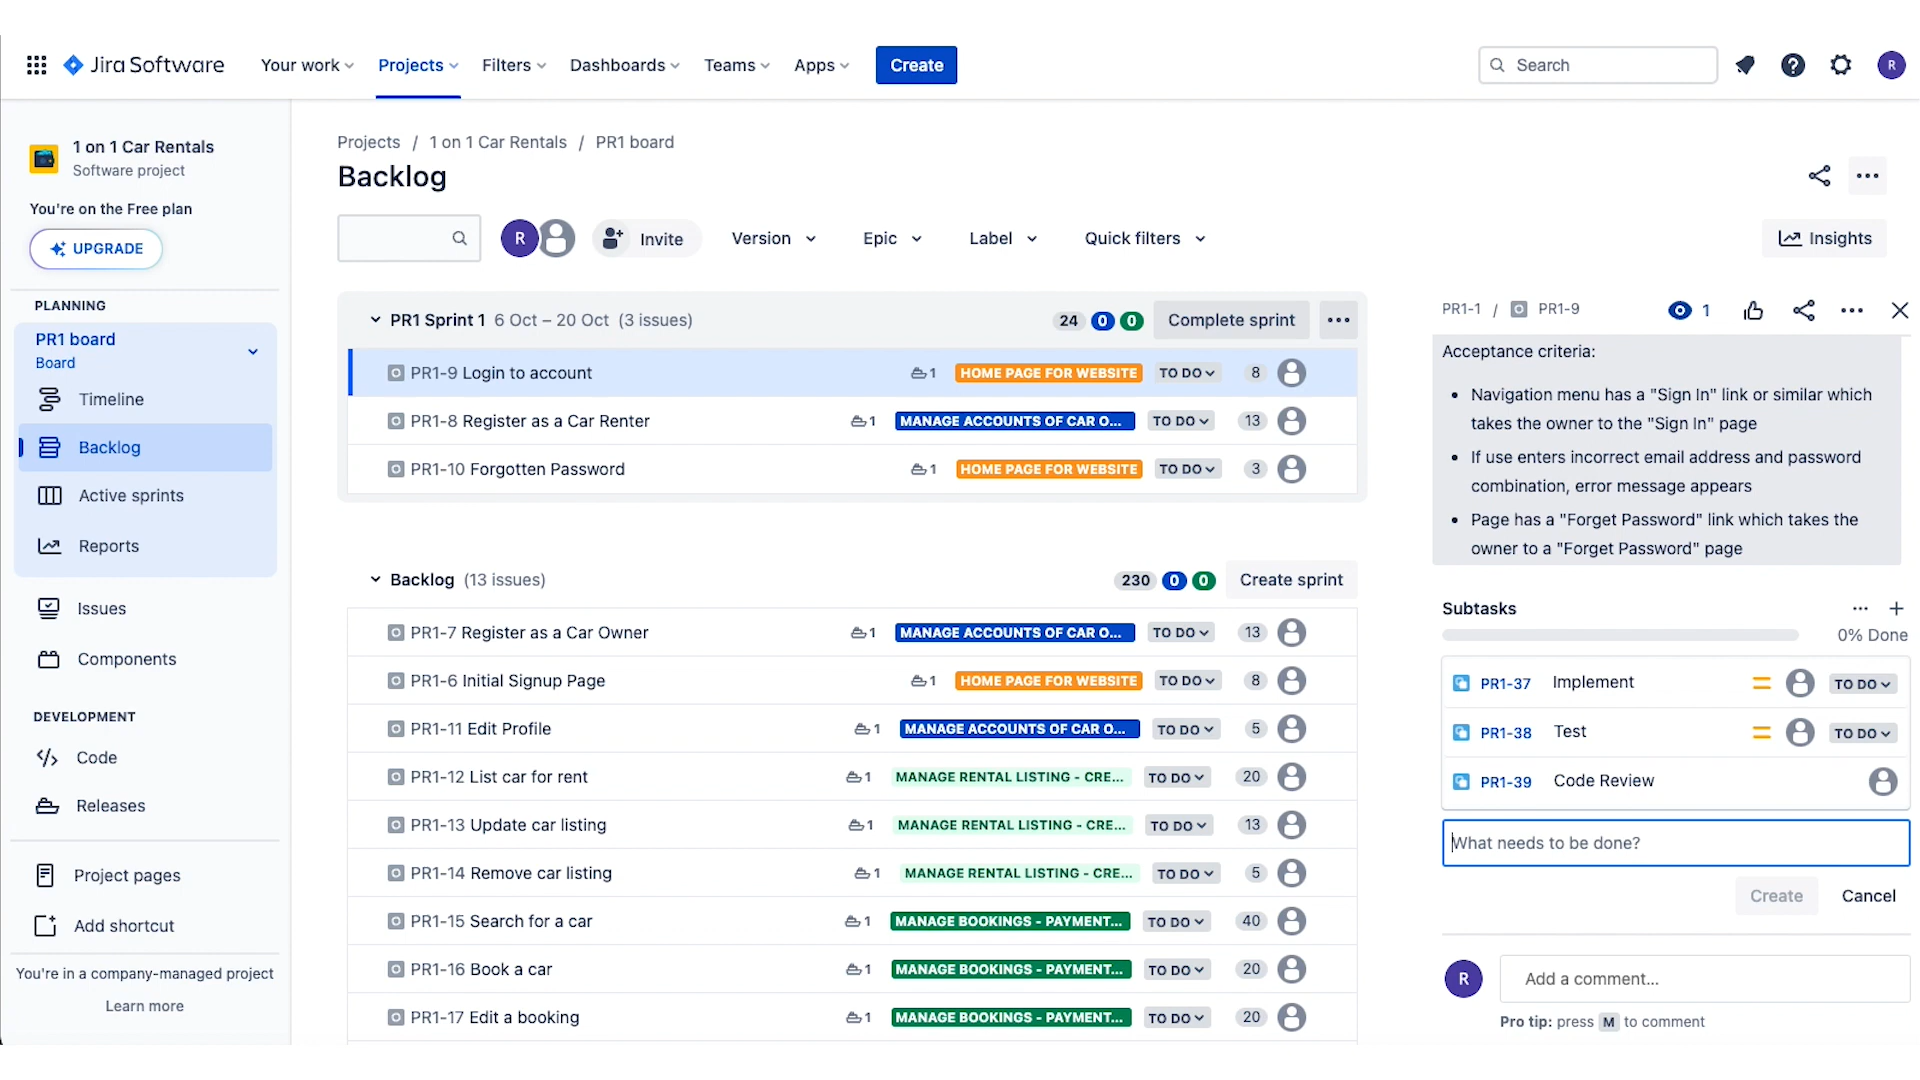 Jira Software
Your work
Projects
Filters
Dashboards
Teams
Apps
Create
Search
R
1 on 1 Car Rentals
Software project
You're on the Free plan
UPGRADE
PLANNING
PR1 board
Board
Timeline
Backlog
Active sprints
Reports
Issues
Components
DEVELOPMENT
Code
Releases
Project pages
Add shortcut
You're in a company-managed project
Learn more
Projects / 1 on 1 Car Rentals / PR1 board
Backlog
R
Invite
Version
Epic
Label
Quick filters
Insights
PR1 Sprint 1 6 Oct – 20 Oct (3 issues) 24 0 0 Complete sprint
PR1-9 Login to account 1 HOME PAGE FOR WEBSITE TO DO 8
PR1-8 Register as a Car Renter 1 MANAGE ACCOUNTS OF CAR O... TO DO 13
PR1-10 Forgotten Password 1 HOME PAGE FOR WEBSITE TO DO 3
Backlog (13 issues) 230 0 0 Create sprint
PR1-7 Register as a Car Owner 1 MANAGE ACCOUNTS OF CAR O... TO DO 13
PR1-6 Initial Signup Page 1 HOME PAGE FOR WEBSITE TO DO 8
PR1-11 Edit Profile 1 MANAGE ACCOUNTS OF CAR O... TO DO 5
PR1-12 List car for rent 1 MANAGE RENTAL LISTING - CRE... TO DO 20
PR1-13 Update car listing 1 MANAGE RENTAL LISTING - CRE... TO DO 13
PR1-14 Remove car listing 1 MANAGE RENTAL LISTING - CRE... TO DO 5
PR1-15 Search for a car 1 MANAGE BOOKINGS - PAYMENT... TO DO 40
PR1-16 Book a car 1 MANAGE BOOKINGS - PAYMENT... TO DO 20
PR1-17 Edit a booking 1 MANAGE BOOKINGS - PAYMENT... TO DO 20
PR1-1 / PR1-9 1
Acceptance criteria:
• Navigation menu has a "Sign In" link or similar which
takes the owner to the "Sign In" page
• If use enters incorrect email address and password
combination, error message appears
• Page has a "Forget Password" link which takes the
owner to a "Forget Password" page
Subtasks
0% Done
PR1-37 Implement TO DO
PR1-38 Test TO DO
PR1-39 Code Review
What needs to be done?
Create Cancel
R
Add a comment...
Pro tip: press M to comment